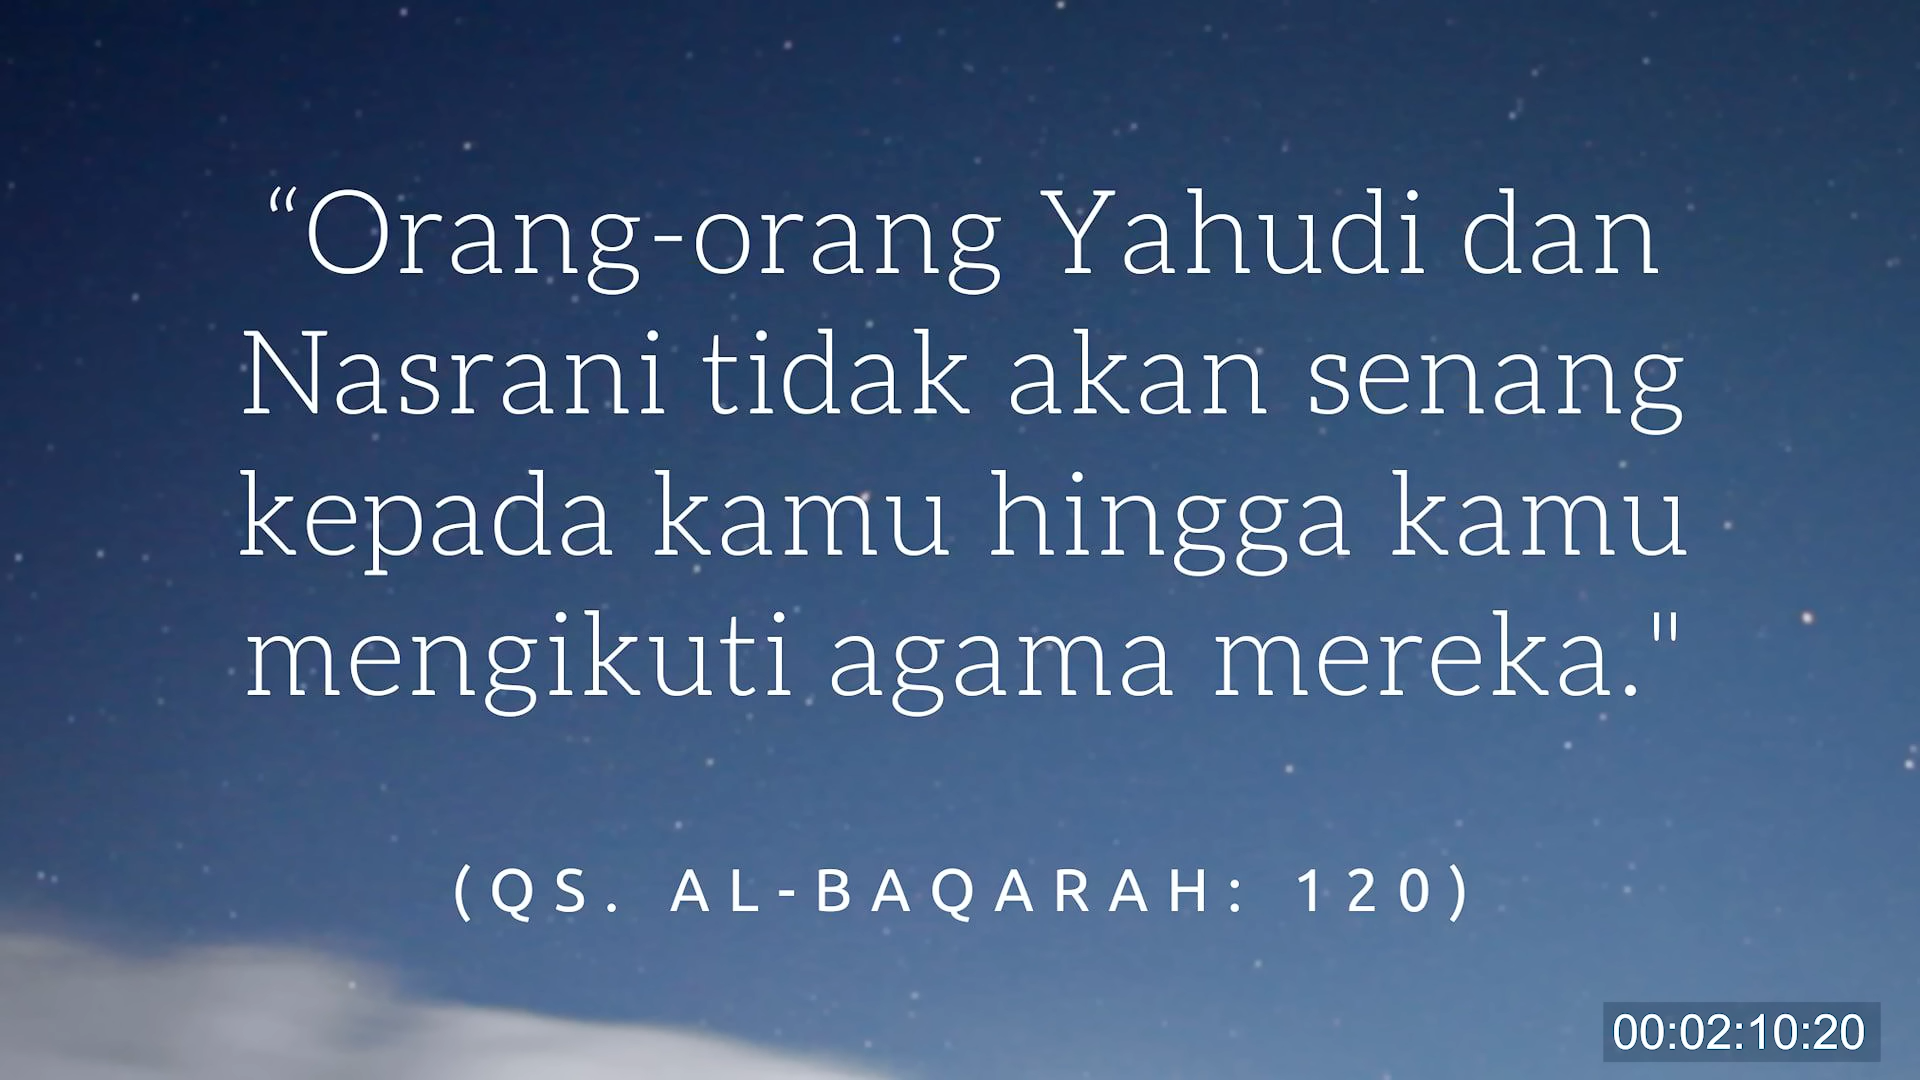 “Orang-orang Yahudi dan
Nasrani tidak akan senang
kepada kamu hingga kamu
mengikuti agama mereka."
(QS. AL-BAQARAH: 120)
00:02:10:20